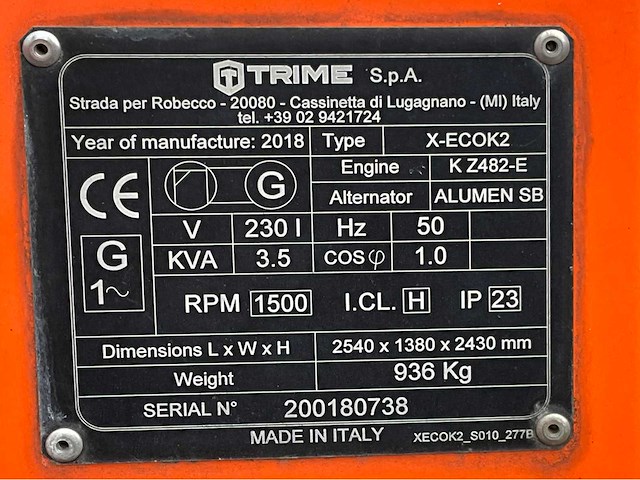 TRIME S.p.A.
Strada per Robecco - 20080 - Cassinetta di Lugagnano - (MI) Italy
tel. +39 02 9421724
Year of manufacture: 2018 Type X-ECOK2
Engine K Z482-E
CE G
Alternator ALUMEN SB
V 230 I Hz 50
G 1~
KVA 3.5 COS φ 1.0
RPM 1500 I.CL. H IP 23
Dimensions L x W x H 2540 x 1380 x 2430 mm
Weight 936 Kg
SERIAL N° 200180738
MADE IN ITALY XECOK2_S010_277B